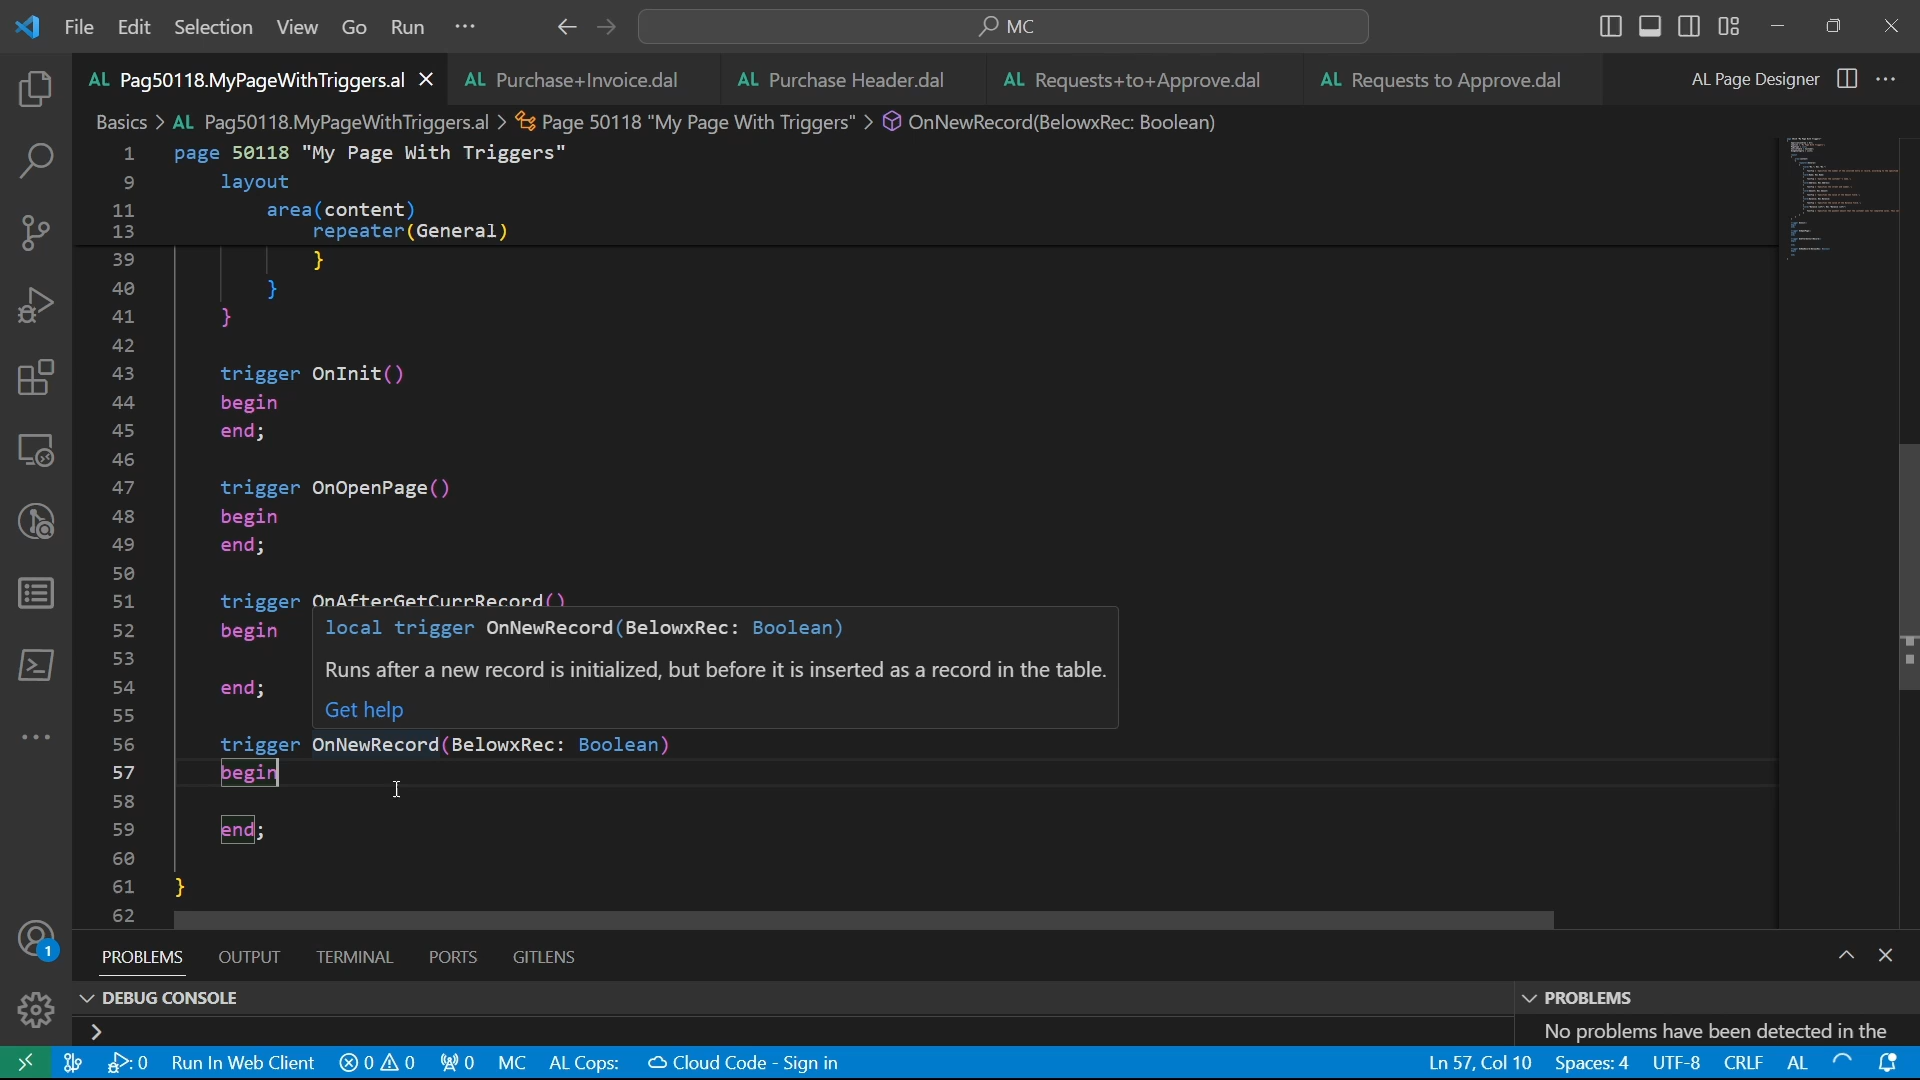 File Edit Selection View Go Run ···
MC
AL Pag50118.MyPageWithTriggers.al AL Purchase+Invoice.dal AL Purchase Header.dal AL Requests+to+Approve.dal AL Requests to Approve.dal AL Page Designer ···
Basics > AL Pag50118.MyPageWithTriggers.al > Page 50118 "My Page With Triggers" > OnNewRecord(BelowxRec: Boolean)
1 page 50118 "My Page With Triggers"
9 layout
11 area(content)
13 repeater(General)
39 }
40 }
41 }
42
43 trigger OnInit()
44 begin
45 end;
46
47 trigger OnOpenPage()
48 begin
49 end;
50
51 trigger OnAfterGetCurrRecord()
52 begin
local trigger OnNewRecord(BelowxRec: Boolean)
53
Runs after a new record is initialized, but before it is inserted as a record in the table.
54 end;
Get help
55
56 trigger OnNewRecord(BelowxRec: Boolean)
57 begin
58
59 end;
60
61 }
62
PROBLEMS OUTPUT TERMINAL PORTS GITLENS
DEBUG CONSOLE
PROBLEMS
>
No problems have been detected in the
1
: 0 Run In Web Client 0 0 0 MC AL Cops: Cloud Code - Sign in Ln 57, Col 10 Spaces: 4 UTF-8 CRLF AL